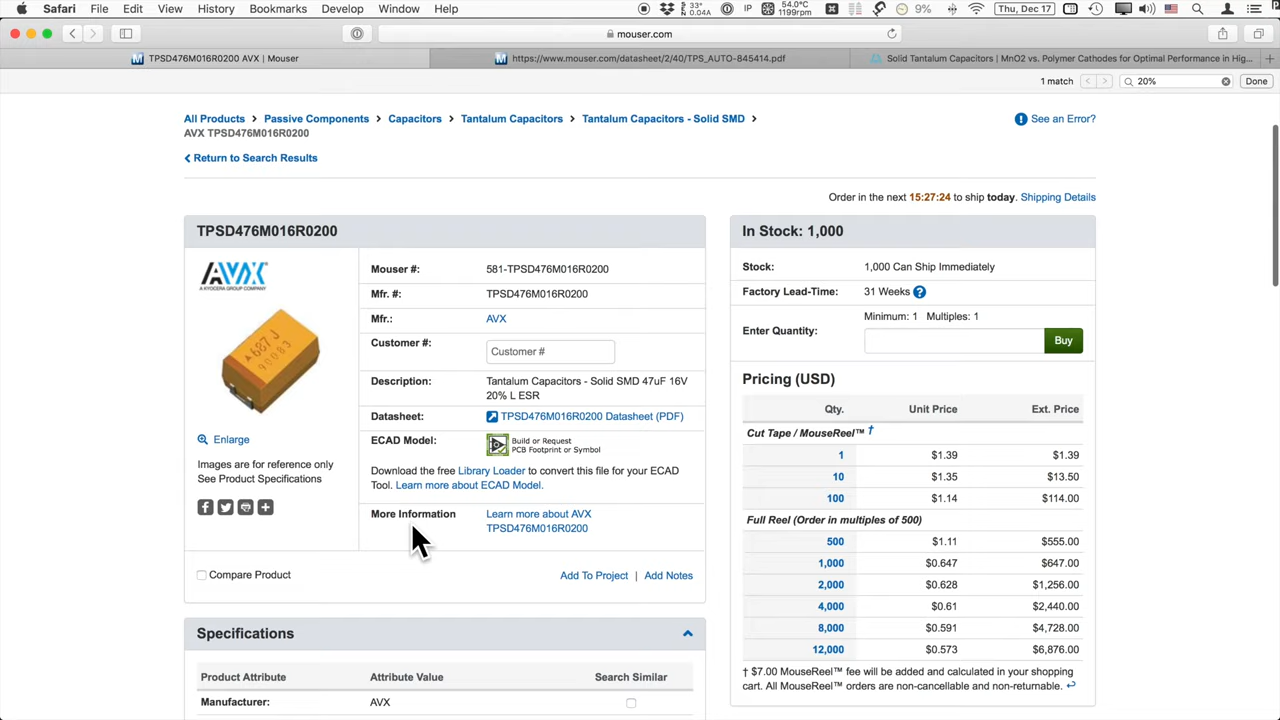 Safari File Edit View History Bookmarks Develop Window Help
33° 0.04A
IP
54.0°C 1199rpm
9%
Thu, Dec 17
mouser.com
TPSD476M016R0200 AVX | Mouser
https://www.mouser.com/datasheet/2/40/TPS_AUTO-845414.pdf
Solid Tantalum Capacitors | MnO2 vs. Polymer Cathodes for Optimal Performance in Hig...
1 match
20%
Done
All Products > Passive Components > Capacitors > Tantalum Capacitors > Tantalum Capacitors - Solid SMD >
AVX TPSD476M016R0200
See an Error?
Return to Search Results
Order in the next 15:27:24 to ship today. Shipping Details
TPSD476M016R0200
AVX
A KYOCERA GROUP COMPANY
A687J
90083
Enlarge
Images are for reference only
See Product Specifications
Mouser #: 581-TPSD476M016R0200
Mfr. #: TPSD476M016R0200
Mfr.: AVX
Customer #: Customer #
Description: Tantalum Capacitors - Solid SMD 47uF 16V
20% L ESR
Datasheet: TPSD476M016R0200 Datasheet (PDF)
ECAD Model: Build or Request
PCB Footprint or Symbol
Download the free Library Loader to convert this file for your ECAD
Tool. Learn more about ECAD Model.
More Information Learn more about AVX
TPSD476M016R0200
Compare Product
Add To Project | Add Notes
Specifications
Product Attribute Attribute Value Search Similar
Manufacturer: AVX
In Stock: 1,000
Stock: 1,000 Can Ship Immediately
Factory Lead-Time: 31 Weeks ?
Minimum: 1 Multiples: 1
Enter Quantity: Buy
Pricing (USD)
Qty. Unit Price Ext. Price
Cut Tape / MouseReel™ †
1 $1.39 $1.39
10 $1.35 $13.50
100 $1.14 $114.00
Full Reel (Order in multiples of 500)
500 $1.11 $555.00
1,000 $0.647 $647.00
2,000 $0.628 $1,256.00
4,000 $0.61 $2,440.00
8,000 $0.591 $4,728.00
12,000 $0.573 $6,876.00
† $7.00 MouseReel™ fee will be added and calculated in your shopping
cart. All MouseReel™ orders are non-cancellable and non-returnable.